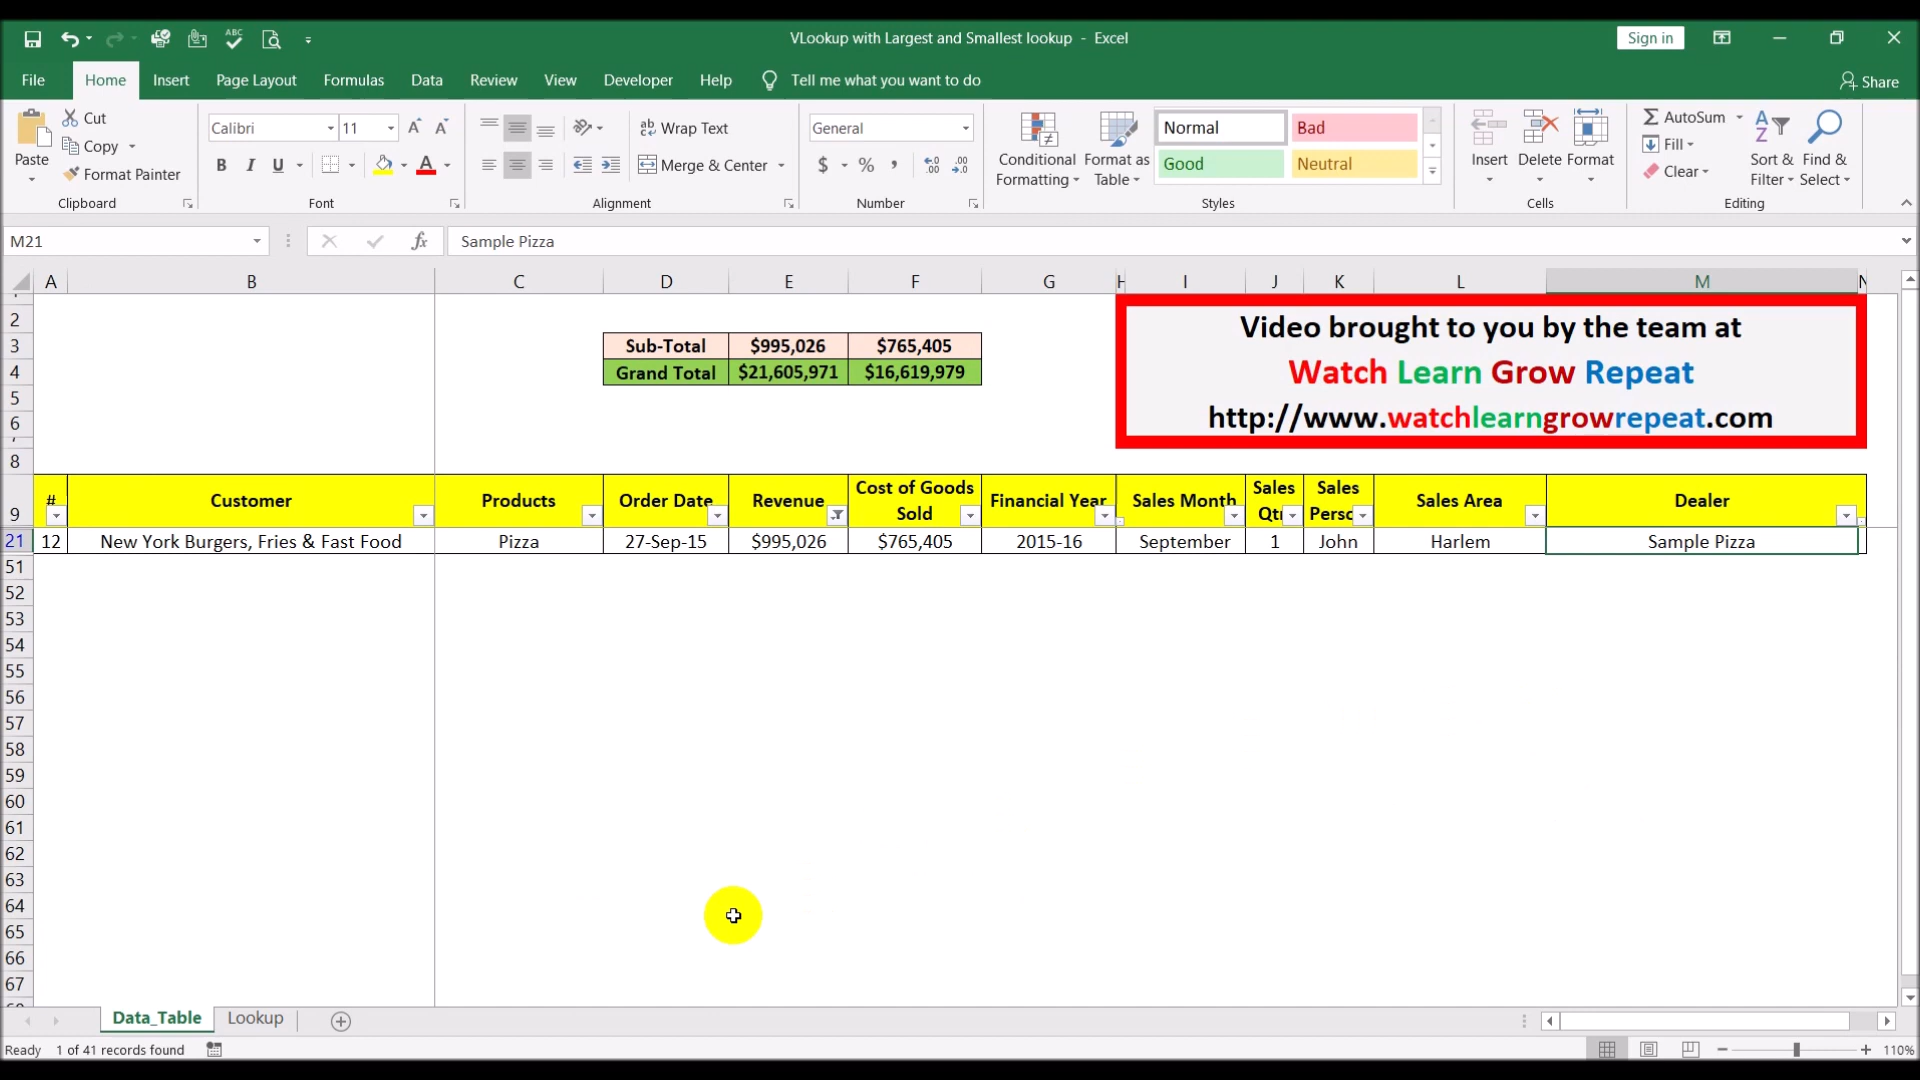 VLookup with Largest and Smallest lookup - Excel
Sign in
File Home Insert Page Layout Formulas Data Review View Developer Help Tell me what you want to do
Share
Paste
Cut
Copy
Format Painter
Clipboard
Calibri 11
B I U
Font
Wrap Text
Merge & Center
Alignment
General
$ % ,
Number
Conditional Formatting
Format as Table
Normal Bad
Good Neutral
Styles
Insert Delete Format
Cells
AutoSum
Fill
Clear
Sort & Filter
Find & Select
Editing
M21 fx Sample Pizza
A B C D E F G H I J K L M N
2
3 Sub-Total $995,026 $765,405
4 Grand Total $21,605,971 $16,619,979
5
6
8
Video brought to you by the team at
Watch Learn Grow Repeat
http://www.watchlearngrowrepeat.com
9 # Customer Products Order Date Revenue Cost of Goods Sold Financial Year Sales Month Sales Qt Sales Perso Sales Area Dealer
21 12 New York Burgers, Fries & Fast Food Pizza 27-Sep-15 $995,026 $765,405 2015-16 September 1 John Harlem Sample Pizza
51
52
53
54
55
56
57
58
59
60
61
62
63
64
65
66
67
Data_Table Lookup
Ready 1 of 41 records found
110%